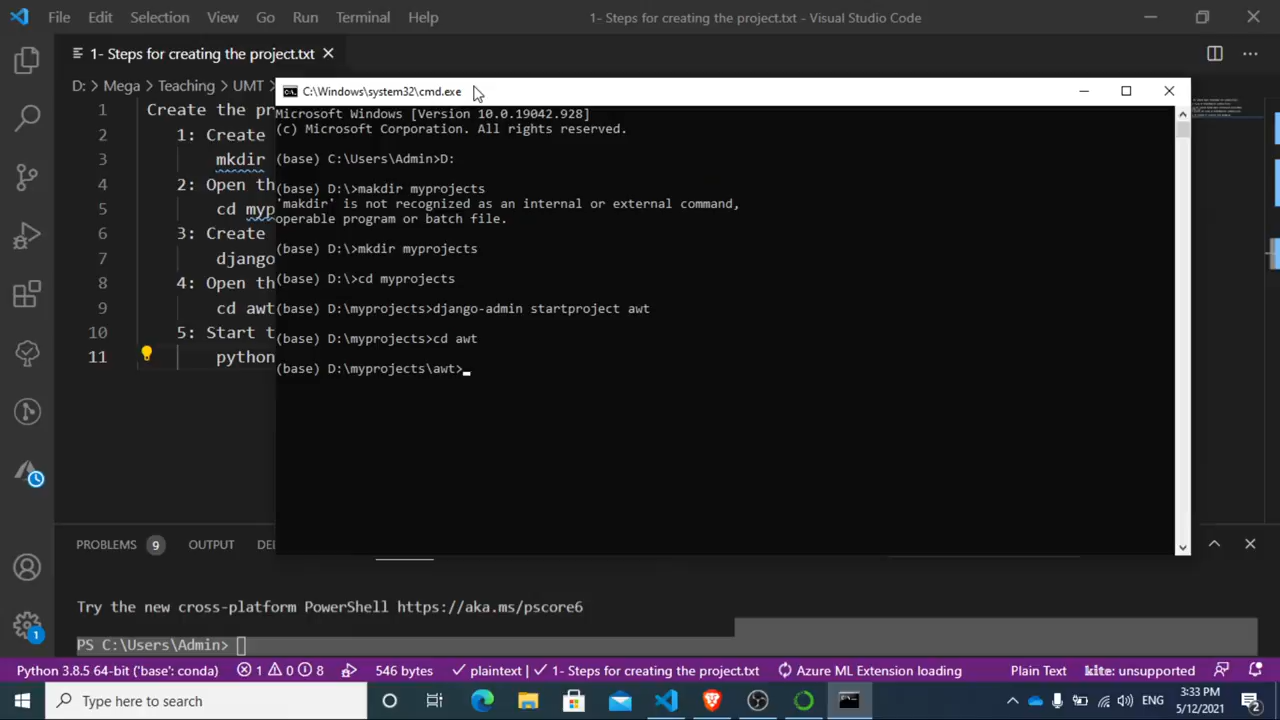 File Edit Selection View Go Run Terminal Help
1- Steps for creating the project.txt - Visual Studio Code
1- Steps for creating the project.txt
D: > Mega > Teaching > UMT >
1 Create the pr
2 1: Create
3 mkdir
4 2: Open th
5 cd myp
6 3: Create
7 django
8 4: Open th
9 cd awt
10 5: Start t
11 python
C:\Windows\system32\cmd.exe
Microsoft Windows [Version 10.0.19042.928]
(c) Microsoft Corporation. All rights reserved.
(base) C:\Users\Admin>D:
(base) D:\>makdir myprojects
'makdir' is not recognized as an internal or external command,
operable program or batch file.
(base) D:\>mkdir myprojects
(base) D:\>cd myprojects
(base) D:\myprojects>django-admin startproject awt
(base) D:\myprojects>cd awt
(base) D:\myprojects\awt>
PROBLEMS 9 OUTPUT DE
Try the new cross-platform PowerShell https://aka.ms/pscore6
PS C:\Users\Admin>
1
Python 3.8.5 64-bit ('base': conda) 1 0 8 546 bytes plaintext | 1- Steps for creating the project.txt Azure ML Extension loading Plain Text kite: unsupported
Type here to search
ENG
3:33 PM
5/12/2021
2